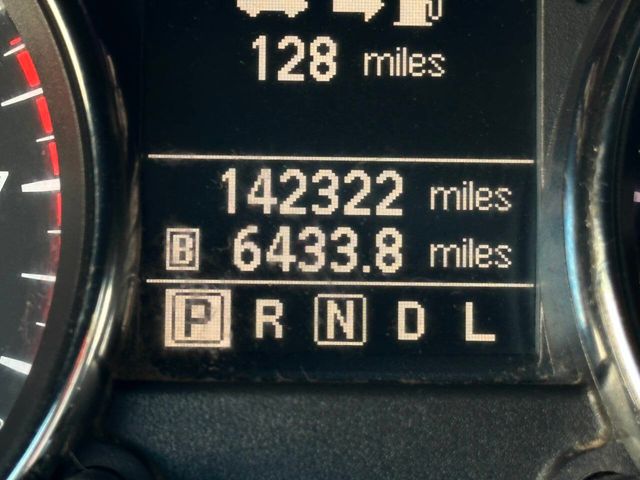 128 miles
142322 miles
B 6433.8 miles
P R N D L